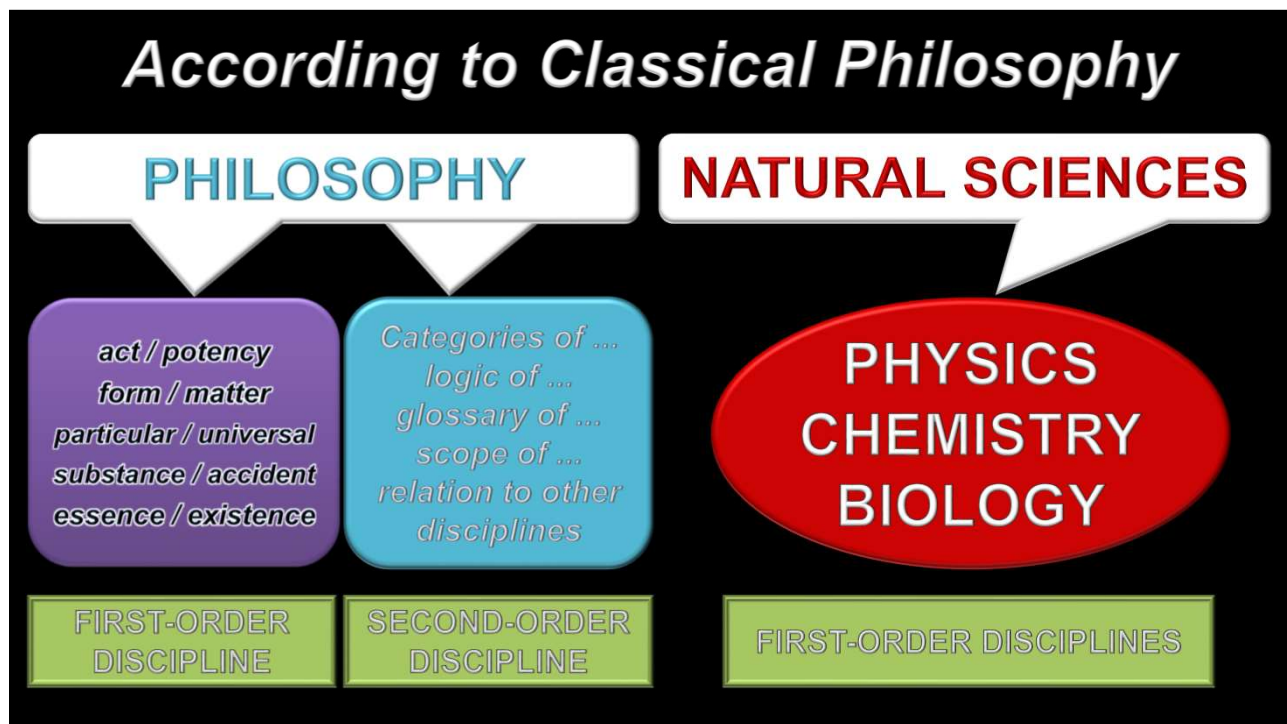 According to Classical Philosophy
PHILOSOPHY
act / potency
form / matter
particular / universal
substance / accident
essence / existence
FIRST-ORDER
DISCIPLINE
Categories of ...
logic of ...
glossary of ...
scope of ...
relation to other
disciplines
SECOND-ORDER
DISCIPLINE
NATURAL SCIENCES
PHYSICS
CHEMISTRY
BIOLOGY
FIRST-ORDER DISCIPLINES